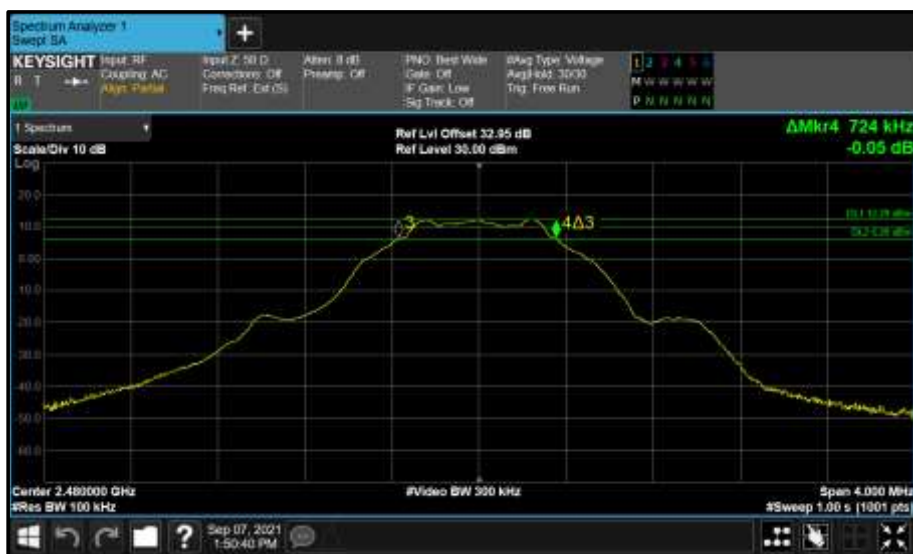 Spectrum Analyzer 1
Swept SA
+
KEYSIGHT
R T
Input: RF
Coupling: AC
Align: Partial
Input Z: 50 Ω
Corrections: Off
Freq Ref: Ext (S)
Atten: 8 dB
Preamp: Off
PNO: Best Wide
Gate: Off
IF Gain: Low
Sig Track: Off
#Avg Type: Voltage
Avg|Hold: 30/30
Trig: Free Run
1 2 3 4 5 6
M W W W W W
P N N N N N
1 Spectrum
Scale/Div 10 dB
Ref Lvl Offset 32.95 dB
Ref Level 30.00 dBm
ΔMkr4 724 kHz
-0.05 dB
Log
20.0
10.0
0.00
-10.0
-20.0
-30.0
-40.0
-50.0
-60.0
3
4Δ3
Center 2.480000 GHz
#Res BW 100 kHz
#Video BW 300 kHz
Span 4.000 MHz
#Sweep 1.00 s (1001 pts)
?
Sep 07, 2021
1:50:40 PM